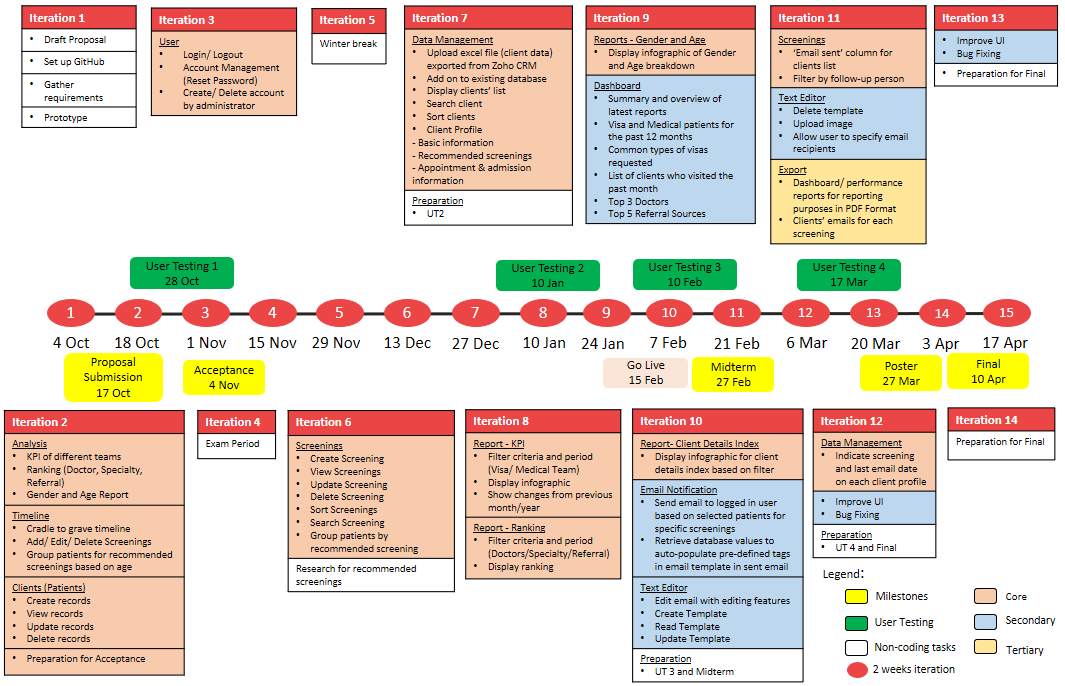 Iteration 1
• Draft Proposal
• Set up GitHub
• Gather
requirements
• Prototype
Iteration 3
User
• Login/ Logout
• Account Management
(Reset Password)
• Create/ Delete account
by administrator
Iteration 5
Winter break
Iteration 7
Data Management
• Upload excel file (client data)
exported from Zoho CRM
• Add on to existing database
• Display clients' list
• Search client
• Sort clients
• Client Profile
- Basic information
- Recommended screenings
- Appointment & admission
information
Preparation
• UT2
Iteration 9
Reports - Gender and Age
• Display infographic of Gender
and Age breakdown
Dashboard
• Summary and overview of
latest reports
• Visa and Medical patients for
the past 12 months
• Common types of visas
requested
• List of clients who visited the
past month
• Top 3 Doctors
• Top 5 Referral Sources
Iteration 11
Screenings
• 'Email sent' column for
clients list
• Filter by follow-up person
Text Editor
• Delete template
• Upload image
• Allow user to specify email
recipients
Export
• Dashboard/ performance
reports for reporting
purposes in PDF Format
• Clients' emails for each
screening
Iteration 13
• Improve UI
• Bug Fixing
• Preparation for Final
User Testing 1
28 Oct
User Testing 2
10 Jan
User Testing 3
10 Feb
User Testing 4
17 Mar
1 2 3 4 5 6 7 8 9 10 11 12 13 14 15
4 Oct 18 Oct 1 Nov 15 Nov 29 Nov 13 Dec 27 Dec 10 Jan 24 Jan 7 Feb 21 Feb 6 Mar 20 Mar 3 Apr 17 Apr
Proposal
Submission
17 Oct
Acceptance
4 Nov
Go Live
15 Feb
Midterm
27 Feb
Poster
27 Mar
Final
10 Apr
Iteration 2
Analysis
• KPI of different teams
• Ranking (Doctor, Specialty,
Referral)
• Gender and Age Report
Timeline
• Cradle to grave timeline
• Add/ Edit/ Delete Screenings
• Group patients for recommended
screenings based on age
Clients (Patients)
• Create records
• View records
• Update records
• Delete records
• Preparation for Acceptance
Iteration 4
Exam Period
Iteration 6
Screenings
• Create Screening
• View Screenings
• Update Screening
• Delete Screening
• Sort Screenings
• Search Screening
• Group patients by
recommended screening
Research for recommended
screenings
Iteration 8
Report - KPI
• Filter criteria and period
(Visa/ Medical Team)
• Display infographic
• Show changes from previous
month/year
Report - Ranking
• Filter criteria and period
(Doctors/Specialty/Referral)
• Display ranking
Iteration 10
Report- Client Details Index
• Display infographic for client
details index based on filter
Email Notification
• Send email to logged in user
based on selected patients for
specific screenings
• Retrieve database values to
auto-populate pre-defined tags
in email template in sent email
Text Editor
• Edit email with editing features
• Create Template
• Read Template
• Update Template
Preparation
• UT 3 and Midterm
Iteration 12
Data Management
• Indicate screening
and last email date
on each client profile
• Improve UI
• Bug Fixing
Preparation
• UT 4 and Final
Iteration 14
Preparation for Final
Legend:
Milestones
User Testing
Non-coding tasks
2 weeks iteration
Core
Secondary
Tertiary